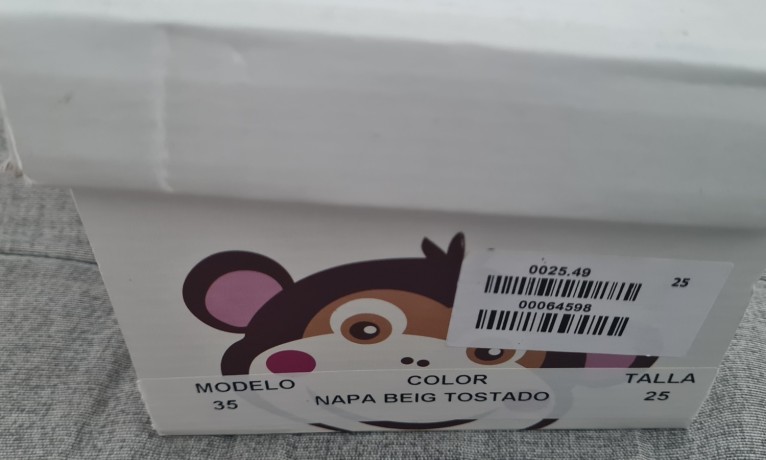 0025.49
25
00064598
MODELO COLOR TALLA
35 NAPA BEIG TOSTADO 25